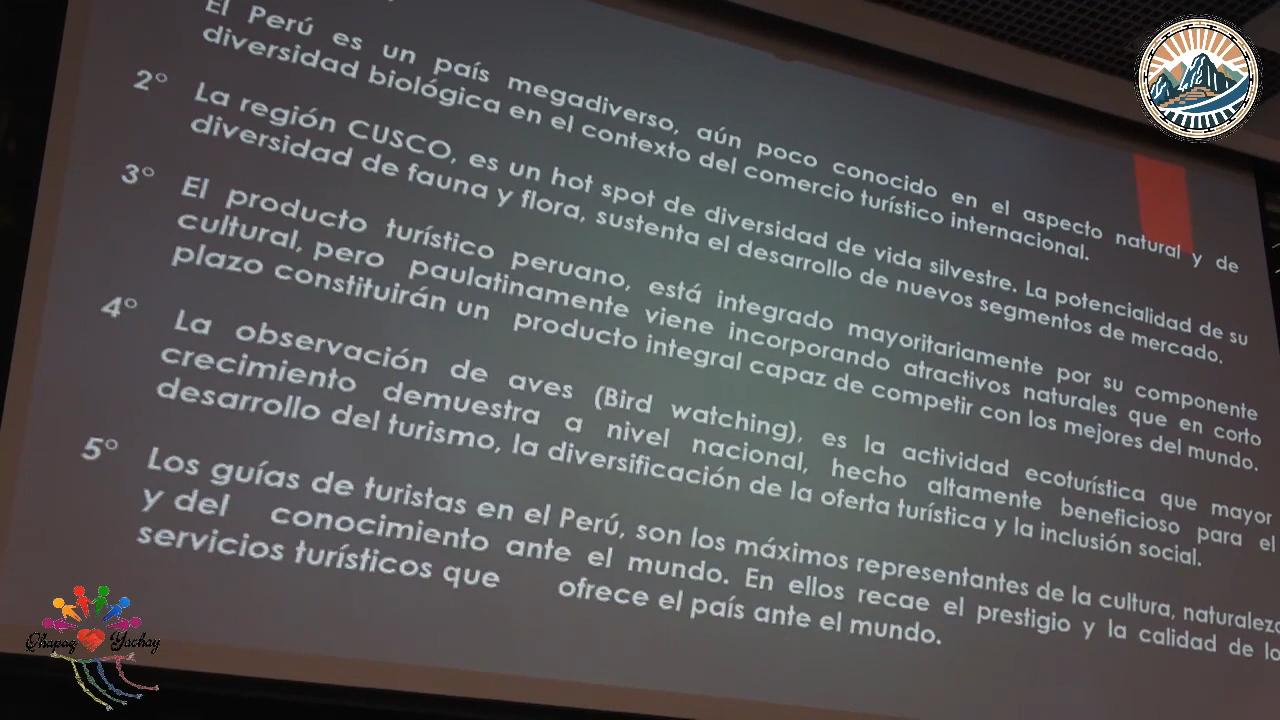 El Perú es un país megadiverso, aún poco conocido en el aspecto natural y de
diversidad biológica en el contexto del comercio turístico internacional.
2° La región CUSCO, es un hot spot de diversidad de vida silvestre. La potencialidad de su
diversidad de fauna y flora, sustenta el desarrollo de nuevos segmentos de mercado.
3° El producto turístico peruano, está integrado mayoritariamente por su componente
cultural, pero paulatinamente viene incorporando atractivos naturales que en corto
plazo constituirán un producto integral capaz de competir con los mejores del mundo.
4° La observación de aves (Bird watching), es la actividad ecoturística que mayor
crecimiento demuestra a nivel nacional, hecho altamente beneficioso para el
desarrollo del turismo, la diversificación de la oferta turística y la inclusión social.
5° Los guías de turistas en el Perú, son los máximos representantes de la cultura, naturaleza
y del conocimiento ante el mundo. En ellos recae el prestigio y la calidad de lo
servicios turísticos que ofrece el país ante el mundo.
Qhapaq Yachay